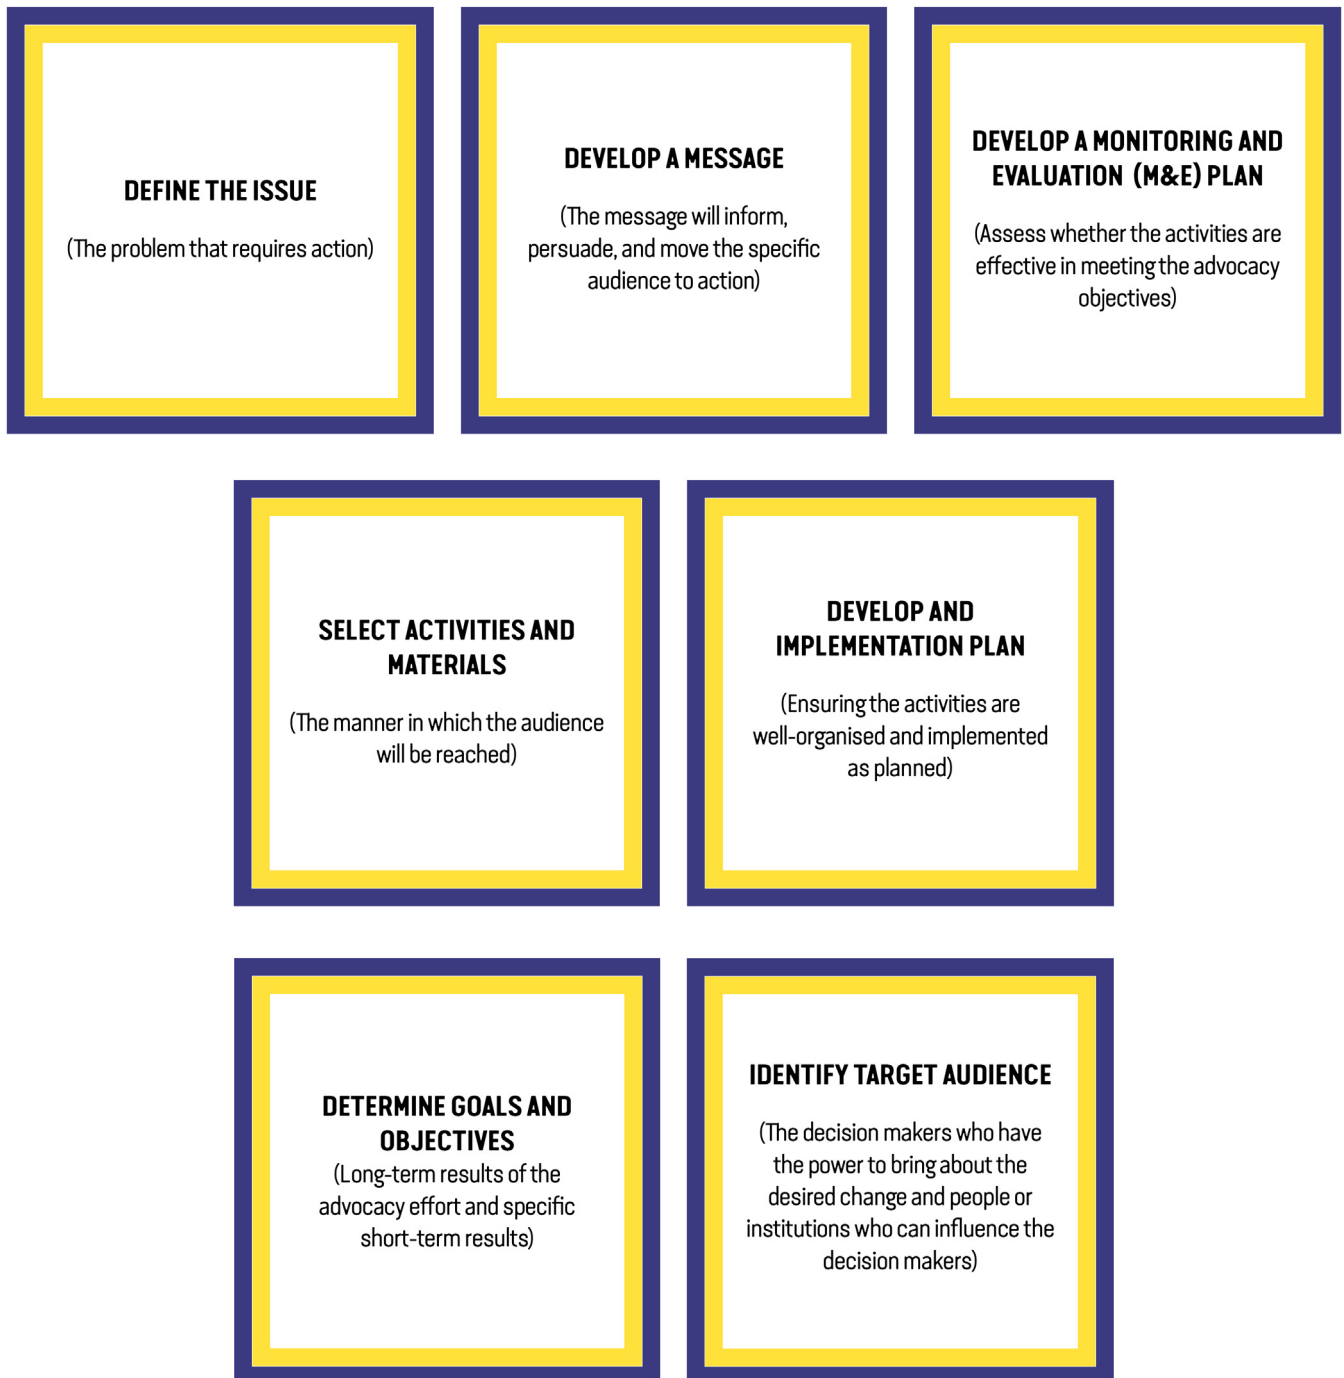 DEFINE THE ISSUE
(The problem that requires action)
DEVELOP A MESSAGE
(The message will inform,
persuade, and move the specific
audience to action)
DEVELOP A MONITORING AND
EVALUATION (M&E) PLAN
(Assess whether the activities are
effective in meeting the advocacy
objectives)
SELECT ACTIVITIES AND
MATERIALS
(The manner in which the audience
will be reached)
DEVELOP AND
IMPLEMENTATION PLAN
(Ensuring the activities are
well-organised and implemented
as planned)
DETERMINE GOALS AND
OBJECTIVES
(Long-term results of the
advocacy effort and specific
short-term results)
IDENTIFY TARGET AUDIENCE
(The decision makers who have
the power to bring about the
desired change and people or
institutions who can influence the
decision makers)